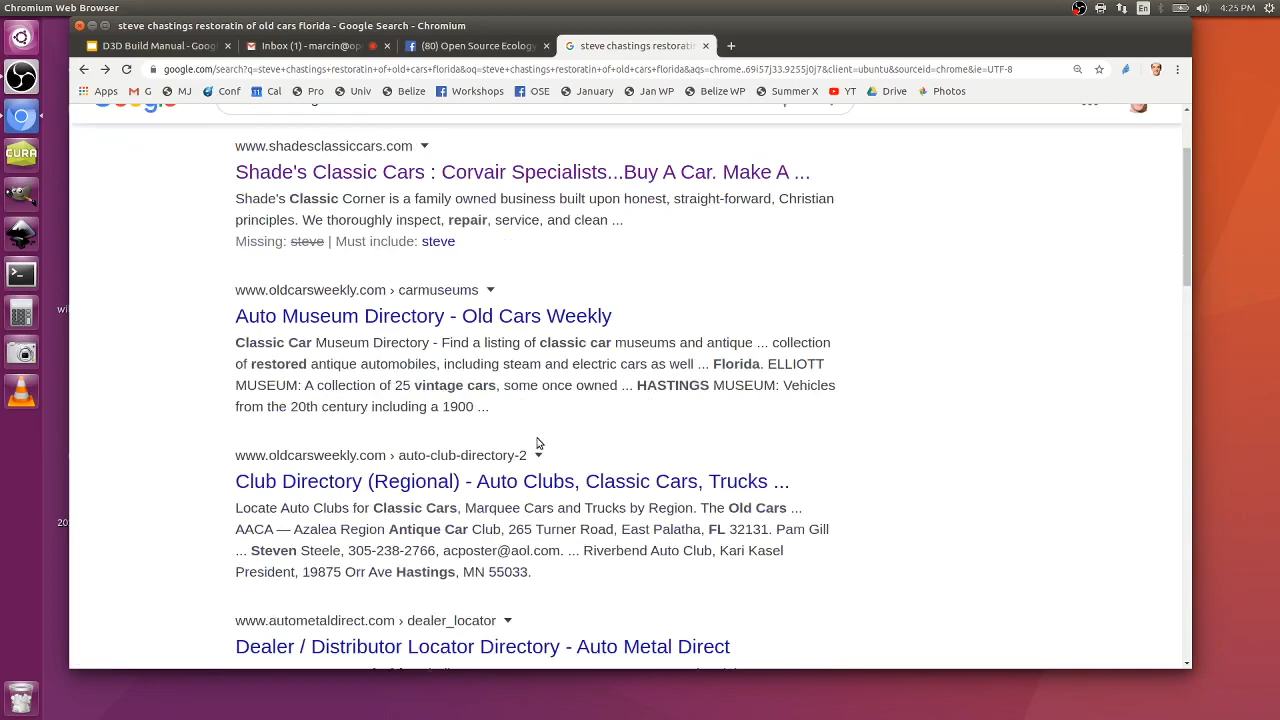 Chromium Web Browser
En
4:25 PM
steve chastings restoratin of old cars florida - Google Search - Chromium
D3D Build Manual - Goog
Inbox (1) - marcin@op
(80) Open Source Ecology
steve chastings restoratin
google.com/search?q=steve+chastings+restoratin+of+old+cars+florida&oq=steve+chastings+restoratin+of+old+cars+florida&aqs=chrome..69i57j33.9255j0j7&client=ubuntu&sourceid=chrome&ie=UTF-8
Apps
G
MJ
Conf
Cal
Pro
Univ
Belize
Workshops
OSE
January
Jan WP
Belize WP
Summer X
YT
Drive
Photos
www.shadesclassiccars.com
Shade's Classic Cars : Corvair Specialists...Buy A Car. Make A ...
Shade's Classic Corner is a family owned business built upon honest, straight-forward, Christian
principles. We thoroughly inspect, repair, service, and clean ...
Missing: steve | Must include: steve
www.oldcarsweekly.com › carmuseums
Auto Museum Directory - Old Cars Weekly
Classic Car Museum Directory - Find a listing of classic car museums and antique ... collection
of restored antique automobiles, including steam and electric cars as well ... Florida. ELLIOTT
MUSEUM: A collection of 25 vintage cars, some once owned ... HASTINGS MUSEUM: Vehicles
from the 20th century including a 1900 ...
www.oldcarsweekly.com › auto-club-directory-2
Club Directory (Regional) - Auto Clubs, Classic Cars, Trucks ...
Locate Auto Clubs for Classic Cars, Marquee Cars and Trucks by Region. The Old Cars ...
AACA — Azalea Region Antique Car Club, 265 Turner Road, East Palatha, FL 32131. Pam Gill
... Steven Steele, 305-238-2766, acposter@aol.com. ... Riverbend Auto Club, Kari Kasel
President, 19875 Orr Ave Hastings, MN 55033.
www.autometaldirect.com › dealer_locator
Dealer / Distributor Locator Directory - Auto Metal Direct
CURA
wi
20